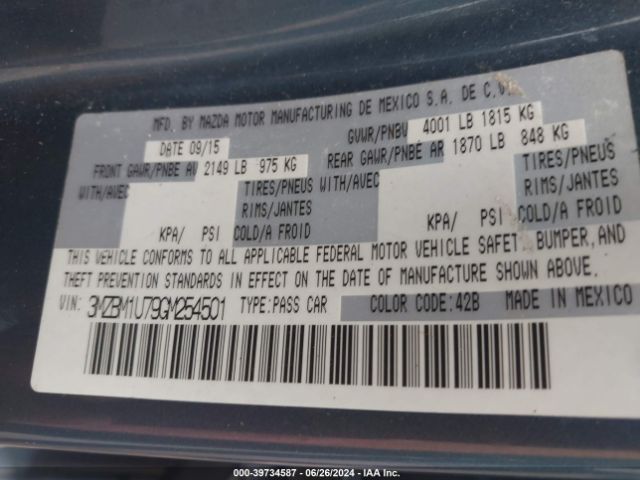 MFD. BY MAZDA MOTOR MANUFACTURING DE MEXICO S.A. DE C.V.
DATE 09/15 GVWR/PNBV 4001 LB 1815 KG
FRONT GAWR/PNBE AV 2149 LB 975 KG REAR GAWR/PNBE AR 1870 LB 848 KG
WITH/AVEC TIRES/PNEUS WITH/AVEC TIRES/PNEUS
RIMS/JANTES RIMS/JANTES
KPA/ PSI COLD/A FROID KPA/ PSI COLD/A FROID
THIS VEHICLE CONFORMS TO ALL APPLICABLE FEDERAL MOTOR VEHICLE SAFETY, BUMPER, AND
THEFT PREVENTION STANDARDS IN EFFECT ON THE DATE OF MANUFACTURE SHOWN ABOVE.
VIN: 3MZBM1U79GM254501 TYPE:PASS CAR COLOR CODE:42B MADE IN MEXICO
000-39734587 - 06/26/2024 - IAA Inc.